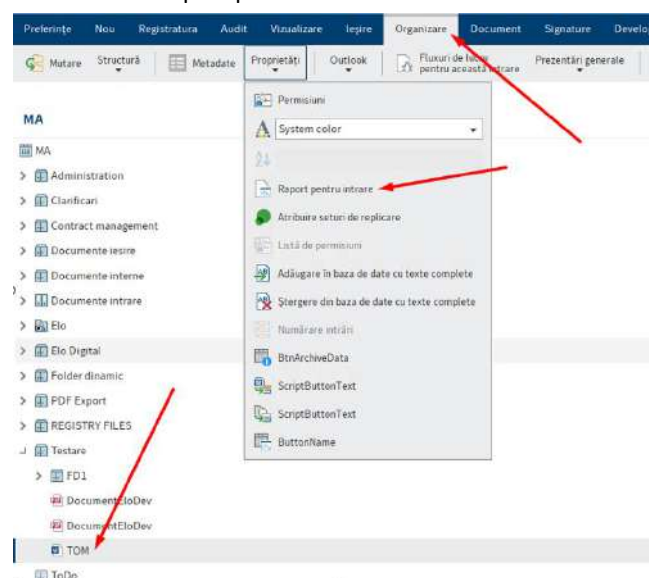 Preferințe Nou Registratura Audit Vizualizare Ieșire Organizare Document Signature Develo
Mutare Structură Metadate Proprietăți Outlook Fluxuri de lucru pentru această intrare Prezentări generale
MA
MA
Administration
Clarificari
Contract management
Documente iesire
Documente interne
Documente intrare
Elo
Elo Digital
Folder dinamic
PDF Export
REGISTRY FILES
Testare
FD1
DocumentEloDev
DocumentEloDev
TOM
ToDo
Permisiuni
System color
Raport pentru intrare
Atribuire seturi de replicare
Listă de permisiuni
Adăugare în baza de date cu texte complete
Ștergere din baza de date cu texte complete
Numărare intrări
BtnArchiveData
ScriptButtonText
ScriptButtonText
ButtonName